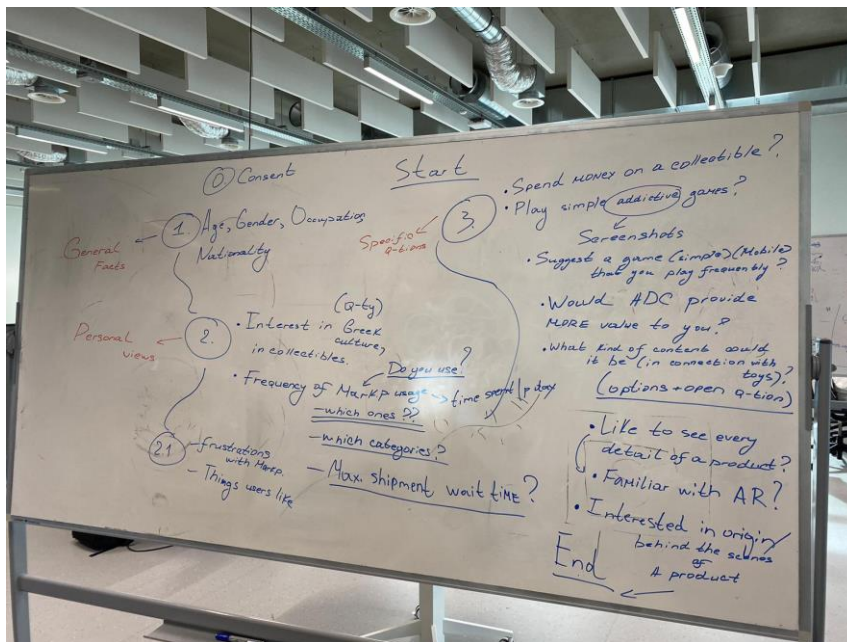 0 Consent
Start
1. Age, Gender, Occupation,
Nationality
General
Facts
2.
(Q-ty)
• Interest in Greek
culture,
in collectibles.
Personal
views
Do you use?
• Frequency of MarkP usage → time spent | p day
- which ones??
- which categories?
- Max. shipment wait time?
2.1 - frustrations
with Marp.
- Things users like
3.
Specific
Q-tions
• Spend money on a collectible?
• Play simple addictive games?
Screenshots
• Suggest a game (simple) (Mobile)
that you play frequently?
• Would ADC provide
MORE value to you?
• What kind of content could
it be (in connection with
toys)?
(options + open Q-tion)
• Like to see every
detail of a product?
• Familiar with AR?
• Interested in origin/
behind the scenes
of
A product
End